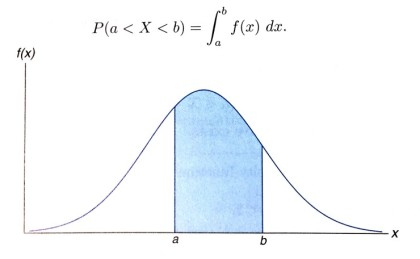 P(a < X < b) = ∫_a^b f(x) dx.
f(x)
a
b
x